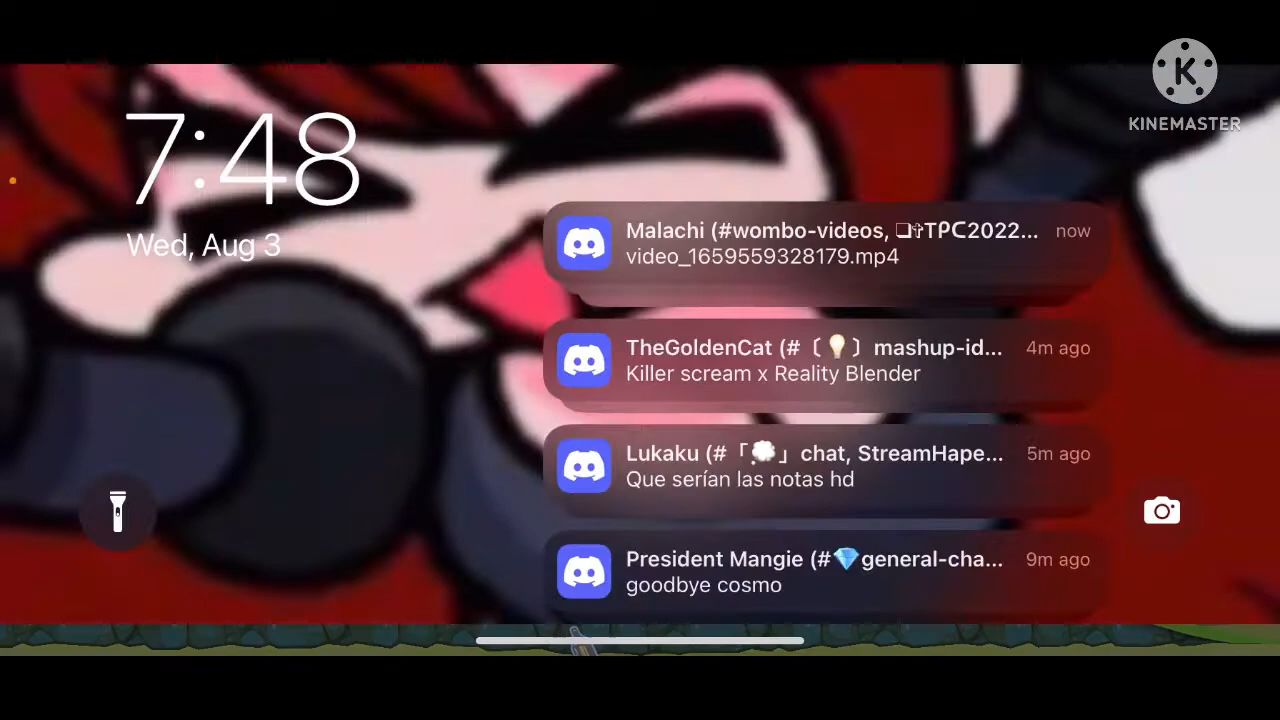 7:48
Wed, Aug 3
KINEMASTER
Malachi (#wombo-videos, ❏✞TPC2022... now
video_1659559328179.mp4
TheGoldenCat (#〔💡〕mashup-id... 4m ago
Killer scream x Reality Blender
Lukaku (#「💭」chat, StreamHape... 5m ago
Que serían las notas hd
President Mangie (#💎general-cha... 9m ago
goodbye cosmo